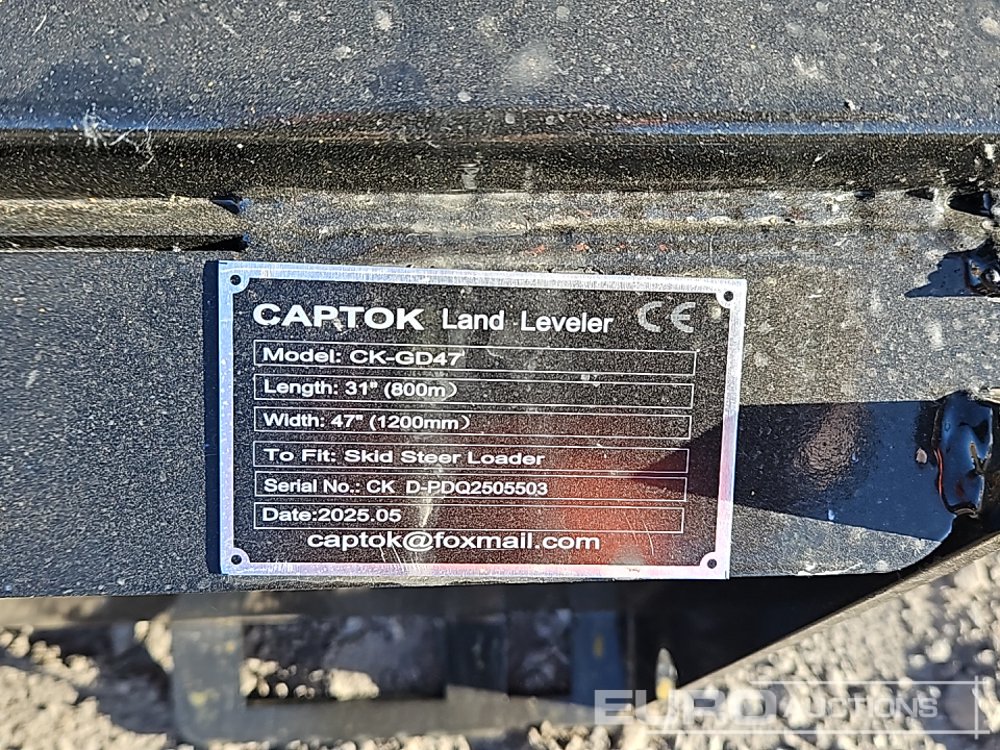 CAPTOK Land Leveler CE
Model: CK-GD47
Length: 31" (800m)
Width: 47" (1200mm)
To Fit: Skid Steer Loader
Serial No.: CK D-PDQ2505503
Date:2025.05
captok@foxmail.com
EURO AUCTIONS